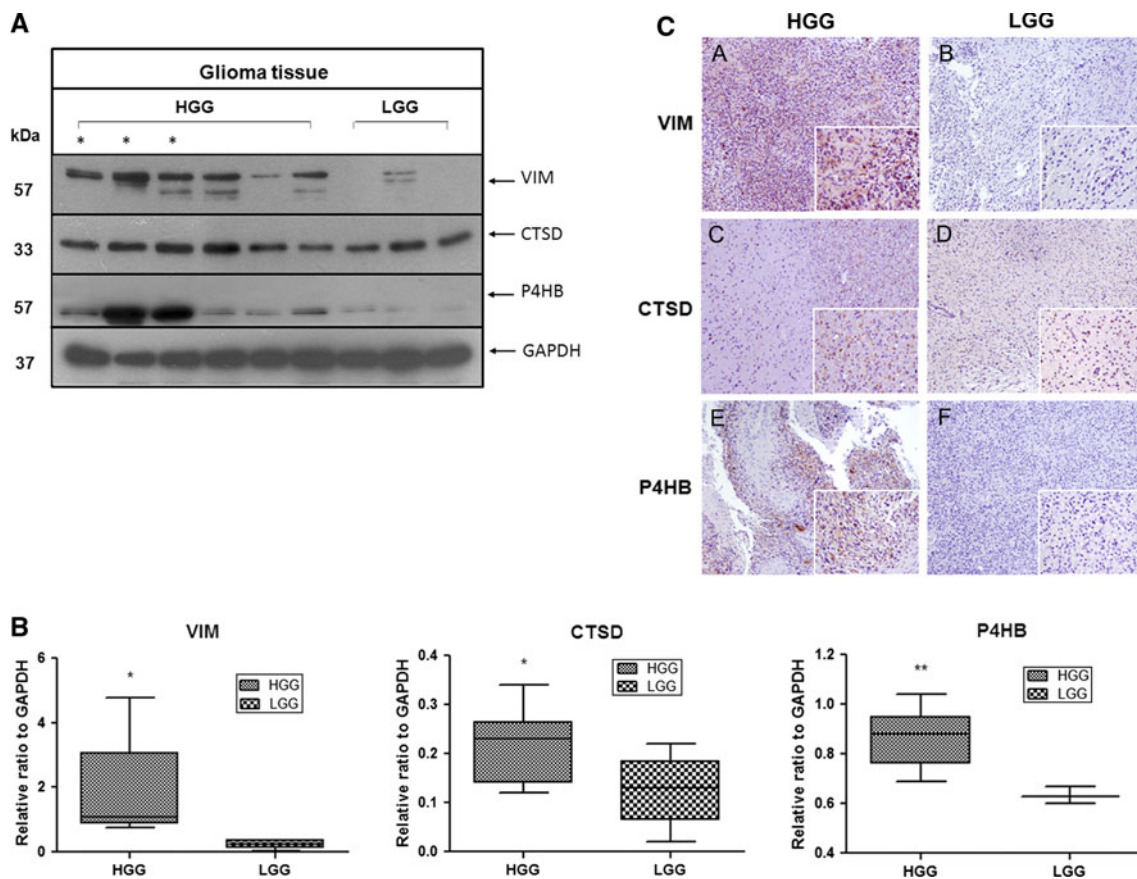 A
Glioma tissue
HGG LGG
kDa
* * *
57 VIM
33 CTSD
57 P4HB
37 GAPDH
C
HGG LGG
VIM A B
CTSD C D
P4HB E F
B
VIM
Relative ratio to GAPDH
6
4
2
0
*
HGG
LGG
HGG LGG
CTSD
Relative ratio to GAPDH
0.4
0.3
0.2
0.1
0.0
*
HGG
LGG
HGG LGG
P4HB
Relative ratio to GAPDH
1.2
1.0
0.8
0.6
0.4
**
HGG
LGG
HGG LGG